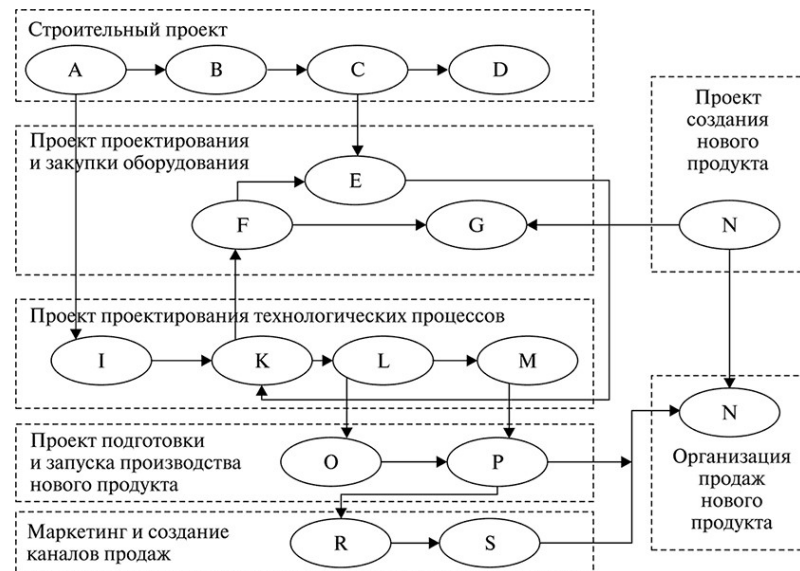 Строительный проект
A
B
C
D
Проект проектирования
и закупки оборудования
E
F
G
Проект
создания
нового
продукта
N
Проект проектирования технологических процессов
I
K
L
M
Проект подготовки
и запуска производства
нового продукта
O
P
N
Организация
продаж
нового
продукта
Маркетинг и создание
каналов продаж
R
S